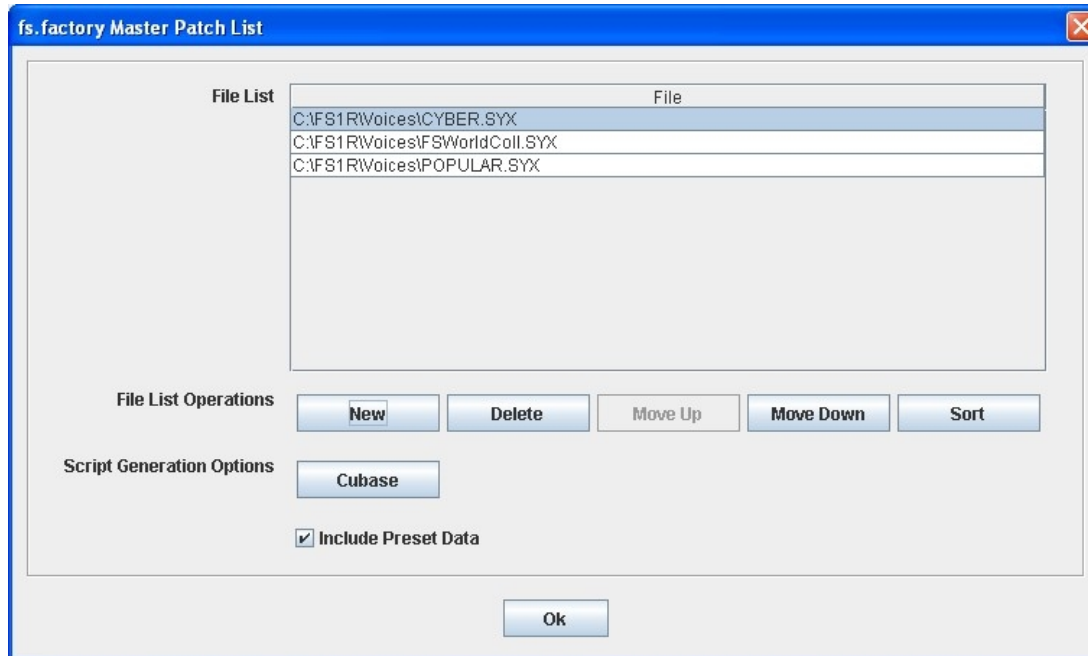 fs.factory Master Patch List
File List
File
C:\FS1R\Voices\CYBER.SYX
C:\FS1R\Voices\FSWorldColl.SYX
C:\FS1R\Voices\POPULAR.SYX
File List Operations
New
Delete
Move Up
Move Down
Sort
Script Generation Options
Cubase
Include Preset Data
Ok